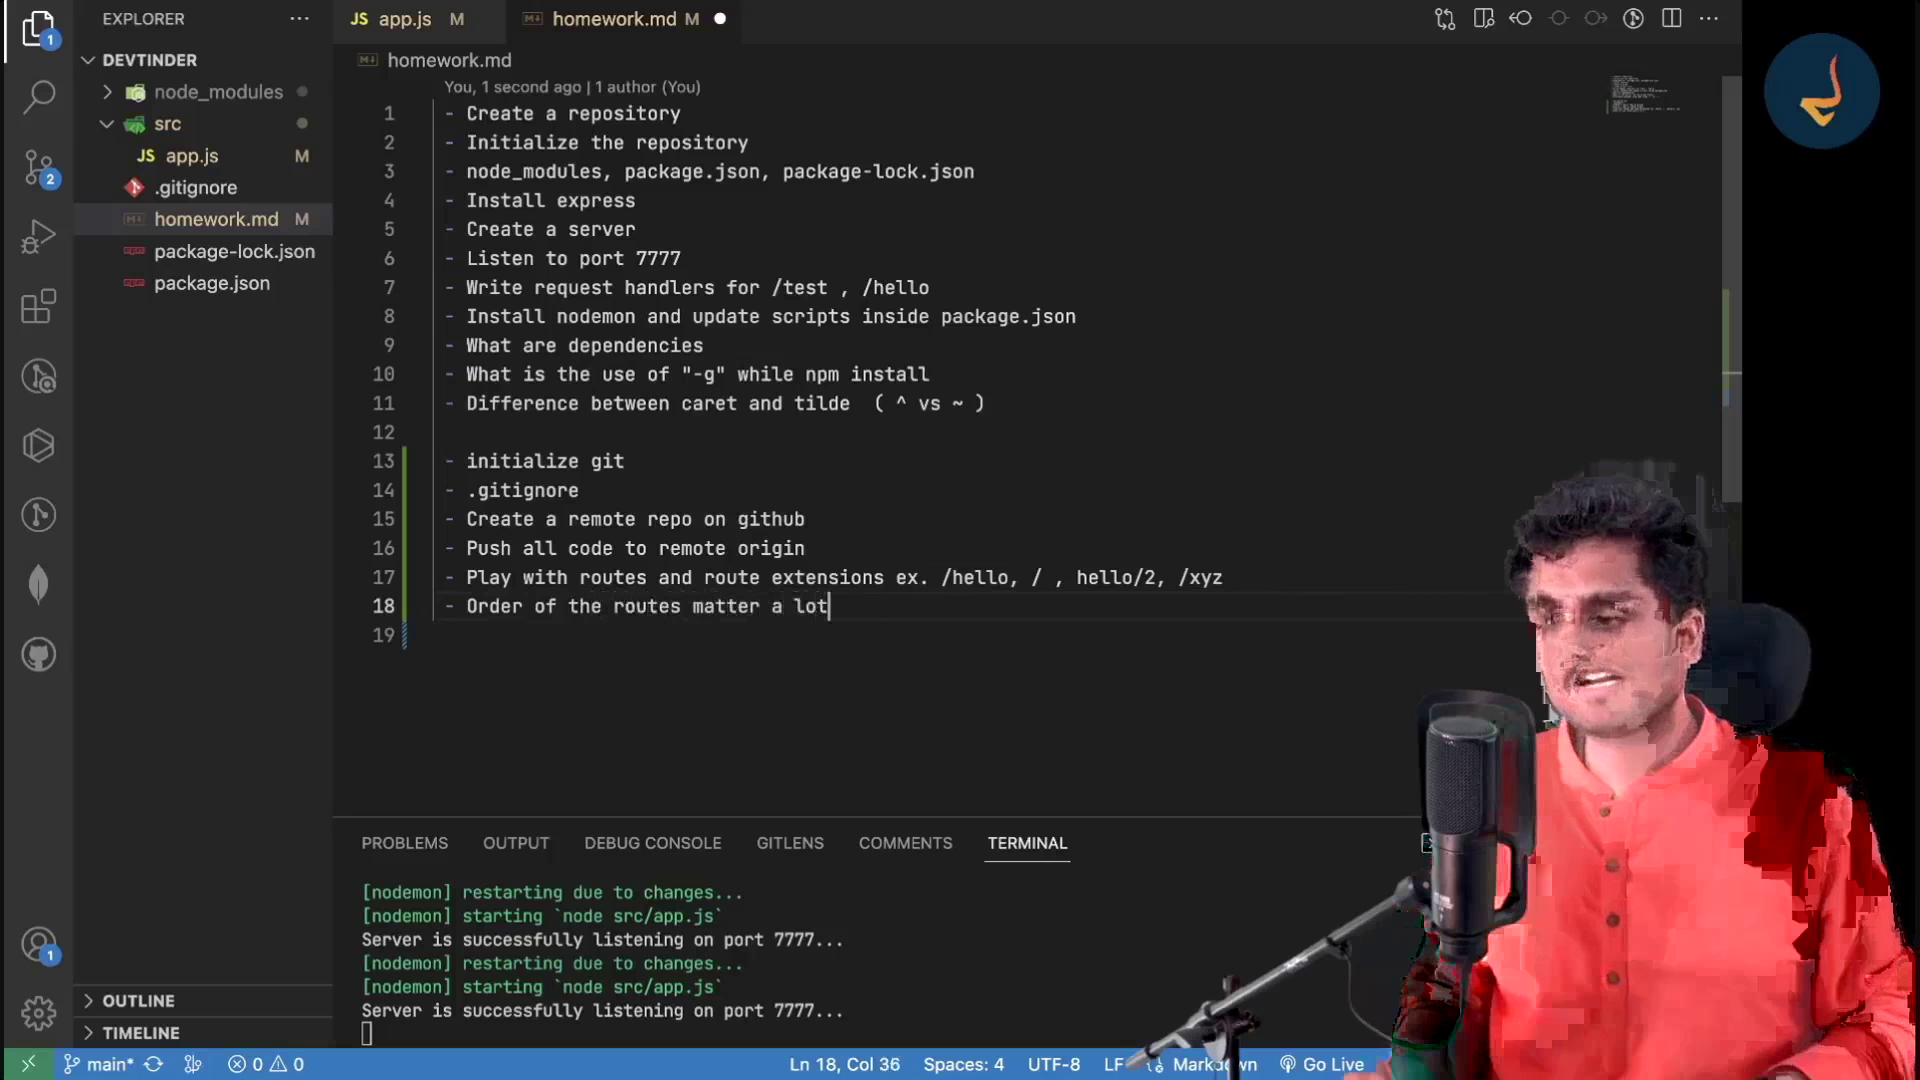 EXPLORER
DEVTINDER
node_modules
src
JS app.js M
.gitignore
homework.md M
package-lock.json
package.json
OUTLINE
TIMELINE
1
2
1
JS app.js M
homework.md M
homework.md
You, 1 second ago | 1 author (You)
1 - Create a repository
2 - Initialize the repository
3 - node_modules, package.json, package-lock.json
4 - Install express
5 - Create a server
6 - Listen to port 7777
7 - Write request handlers for /test , /hello
8 - Install nodemon and update scripts inside package.json
9 - What are dependencies
10 - What is the use of "-g" while npm install
11 - Difference between caret and tilde ( ^ vs ~ )
12
13 - initialize git
14 - .gitignore
15 - Create a remote repo on github
16 - Push all code to remote origin
17 - Play with routes and route extensions ex. /hello, / , hello/2, /xyz
18 - Order of the routes matter a lot
19
PROBLEMS OUTPUT DEBUG CONSOLE GITLENS COMMENTS TERMINAL
[nodemon] restarting due to changes...
[nodemon] starting `node src/app.js`
Server is successfully listening on port 7777...
[nodemon] restarting due to changes...
[nodemon] starting `node src/app.js`
Server is successfully listening on port 7777...
main* 0 0 Ln 18, Col 36 Spaces: 4 UTF-8 LF Markdown Go Live